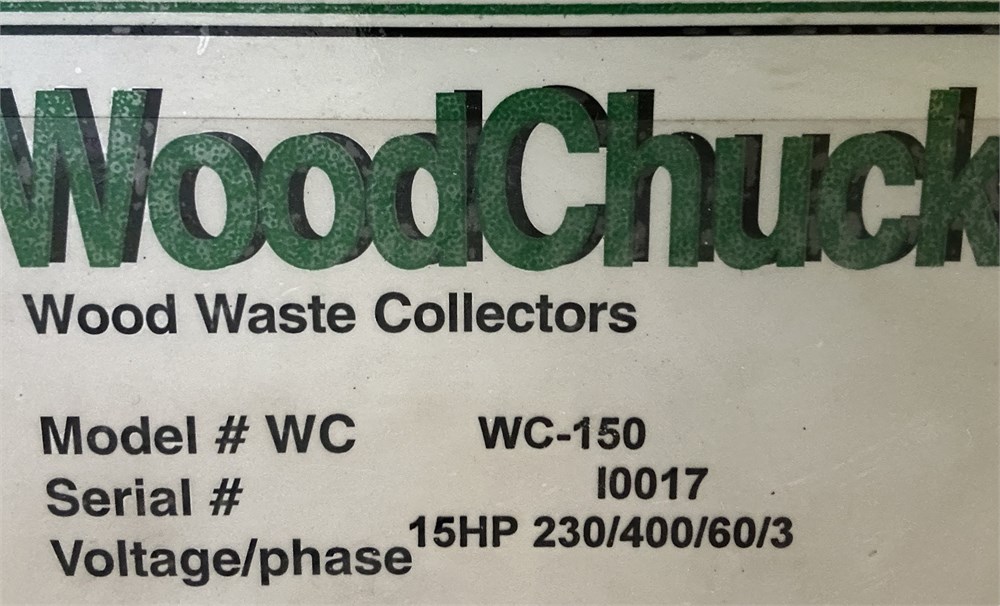 WoodChuck
Wood Waste Collectors
Model # WC WC-150
Serial # I0017
Voltage/phase 15HP 230/400/60/3